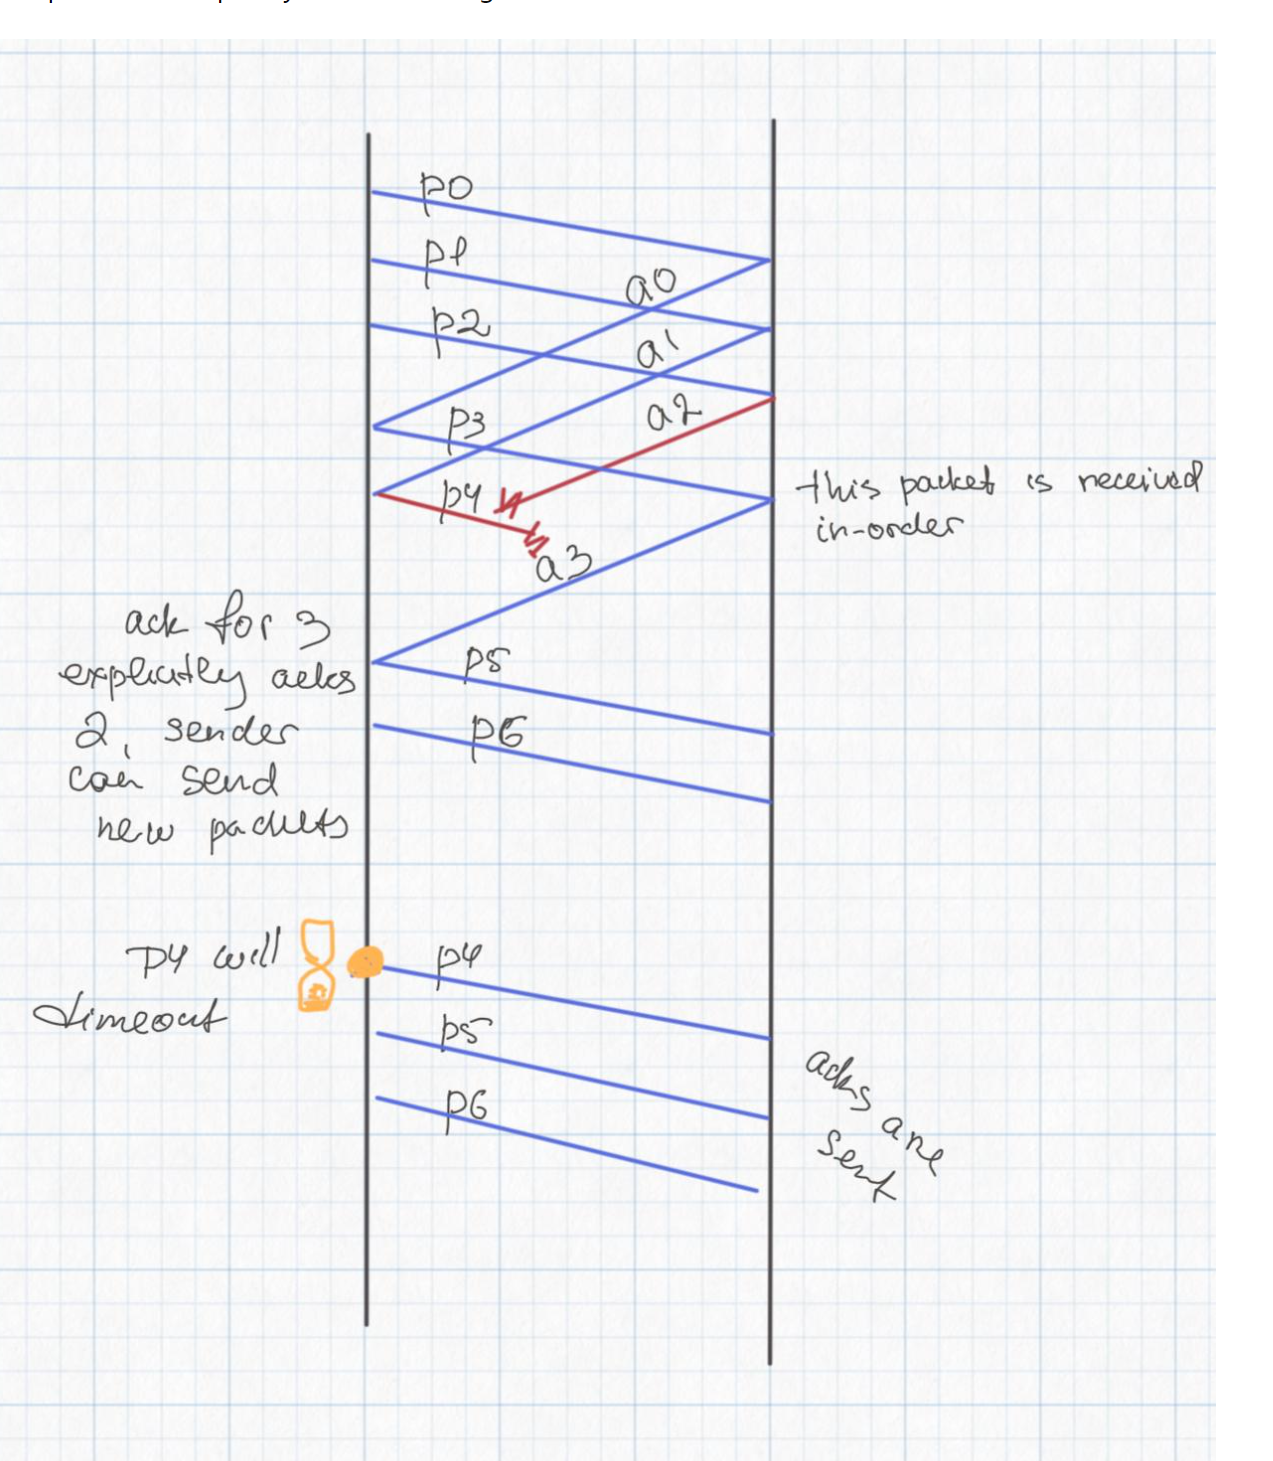 p0
p1
a0
p2
a1
a2
p3
p4
this packet is received
in-order
a3
ack for 3
explicitly acks
2, sender
can send
new packets
p5
p6
p4 will
timeout
p4
p5
p6
acks are
sent